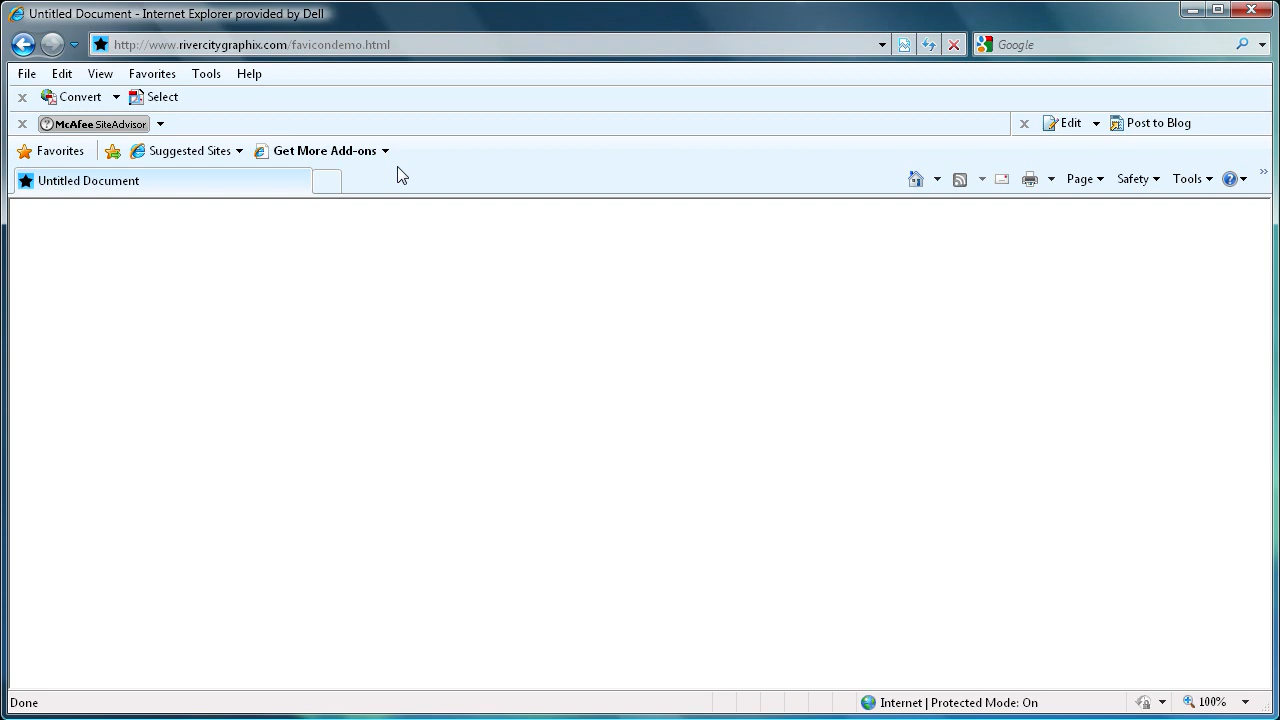 Untitled Document - Internet Explorer provided by Dell
http://www.rivercitygraphix.com/favicondemo.html
Google
File Edit View Favorites Tools Help
Convert Select
McAfee SiteAdvisor
Edit Post to Blog
Favorites Suggested Sites Get More Add-ons
Untitled Document
Page Safety Tools
Done
Internet | Protected Mode: On
100%